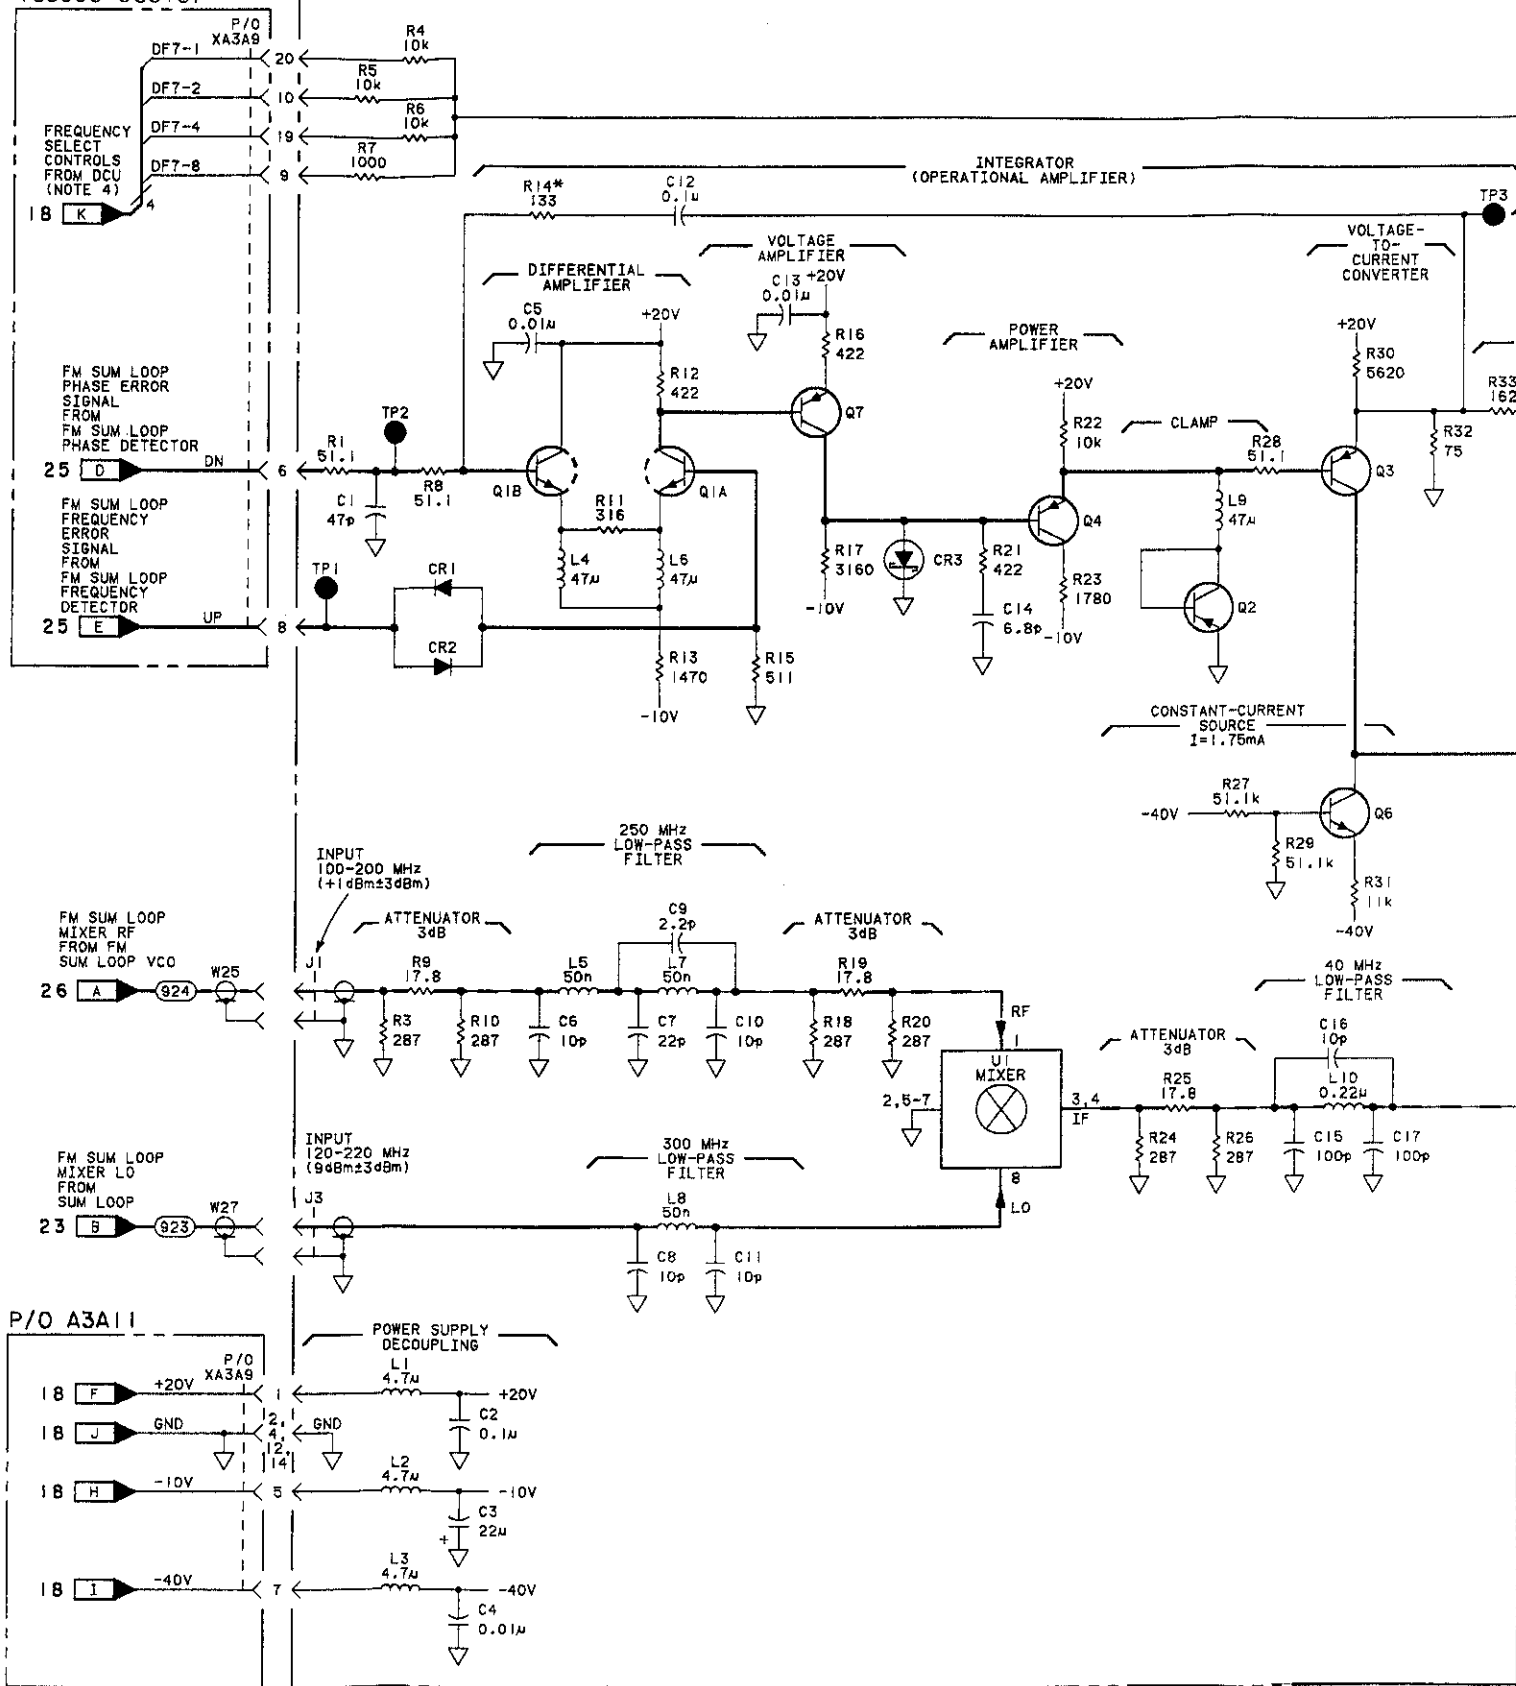 P/O
XA3A9
DF7-1
20
R4
10k
DF7-2
10
R5
10k
DF7-4
19
R6
10k
FREQUENCY
SELECT
CONTROLS
FROM DCU
(NOTE 4)
DF7-8
9
R7
1000
18 K
4
INTEGRATOR
(OPERATIONAL AMPLIFIER)
R14*
133
C12
0.1µ
TP3
VOLTAGE-
TO-
CURRENT
CONVERTER
VOLTAGE
AMPLIFIER
DIFFERENTIAL
AMPLIFIER
C13
0.01µ
+20V
C5
0.01µ
+20V
R16
422
POWER
AMPLIFIER
+20V
R30
5620
R12
422
Q7
+20V
R22
10k
CLAMP
R28
51.1
R33
162
R32
75
Q3
FM SUM LOOP
PHASE ERROR
SIGNAL
FROM
FM SUM LOOP
PHASE DETECTOR
25 D
DN
6
R1
51.1
TP2
C1
47p
R8
51.1
Q1B
Q1A
R11
316
L4
47µ
L6
47µ
R17
3160
-10V
CR3
R21
422
C14
6.8p
Q4
R23
1780
-10V
L9
47µ
Q2
FM SUM LOOP
FREQUENCY
ERROR
SIGNAL
FROM
FM SUM LOOP
FREQUENCY
DETECTOR
25 E
UP
8
TP1
CR1
CR2
R13
1470
-10V
R15
511
CONSTANT-CURRENT
SOURCE
I=1.75mA
R27
51.1k
-40V
Q6
R29
51.1k
R31
11k
-40V
250 MHz
LOW-PASS
FILTER
INPUT
100-200 MHz
(+1dBm±3dBm)
FM SUM LOOP
MIXER RF
FROM FM
SUM LOOP VCO
26 A
924
W25
J1
ATTENUATOR
3dB
R9
17.8
R3
287
R10
287
L5
50n
C9
2.2p
L7
50n
C6
10p
C7
22p
C10
10p
ATTENUATOR
3dB
R19
17.8
R18
287
R20
287
RF
1
U1
MIXER
2,5-7
3,4
IF
8
LO
40 MHz
LOW-PASS
FILTER
ATTENUATOR
3dB
R25
17.8
R24
287
R26
287
C16
10p
L10
0.22µ
C15
100p
C17
100p
FM SUM LOOP
MIXER LO
FROM
SUM LOOP
23 B
923
W27
INPUT
120-220 MHz
(9dBm±3dBm)
J3
300 MHz
LOW-PASS
FILTER
L8
50n
C8
10p
C11
10p
P/O A3A11
POWER SUPPLY
DECOUPLING
P/O
XA3A9
18 F
+20V
1
L1
4.7µ
+20V
C2
0.1µ
18 J
GND
2,
4,
12,
14
GND
18 H
-10V
5
L2
4.7µ
-10V
C3
22µ
+
18 I
-40V
7
L3
4.7µ
-40V
C4
0.01µ